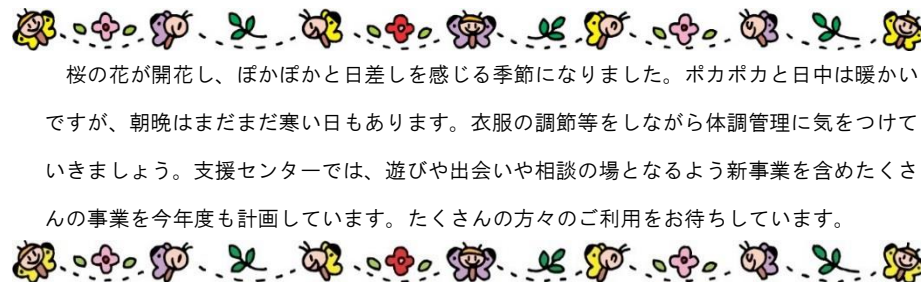 桜の花が開花し、ぽかぽかと日差しを感じる季節になりました。ポカポカと日中は暖かい
ですが、朝晩はまだまだ寒い日もあります。衣服の調節等をしながら体調管理に気をつけて
いきましょう。支援センターでは、遊びや出会いや相談の場となるよう新事業を含めたくさ
んの事業を今年度も計画しています。たくさんの方々のご利用をお待ちしています。